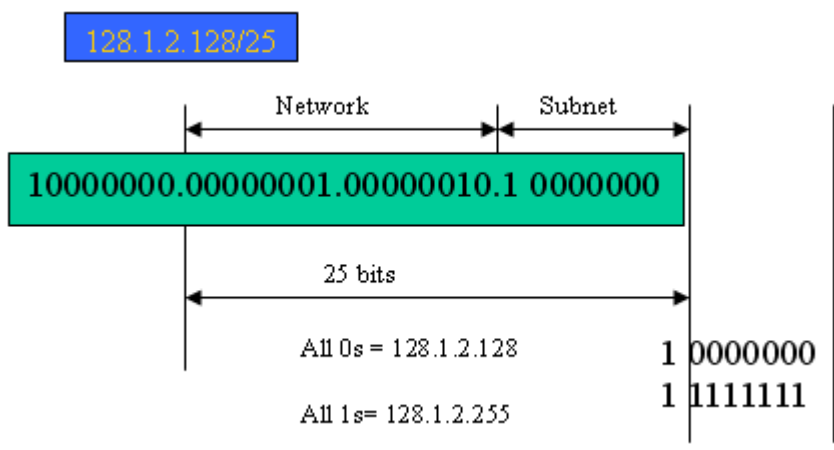 128.1.2.128/25
Network Subnet
10000000.00000001.00000010.1 0000000
25 bits
All 0s = 128.1.2.128
1 0000000
1 1111111
All 1s= 128.1.2.255